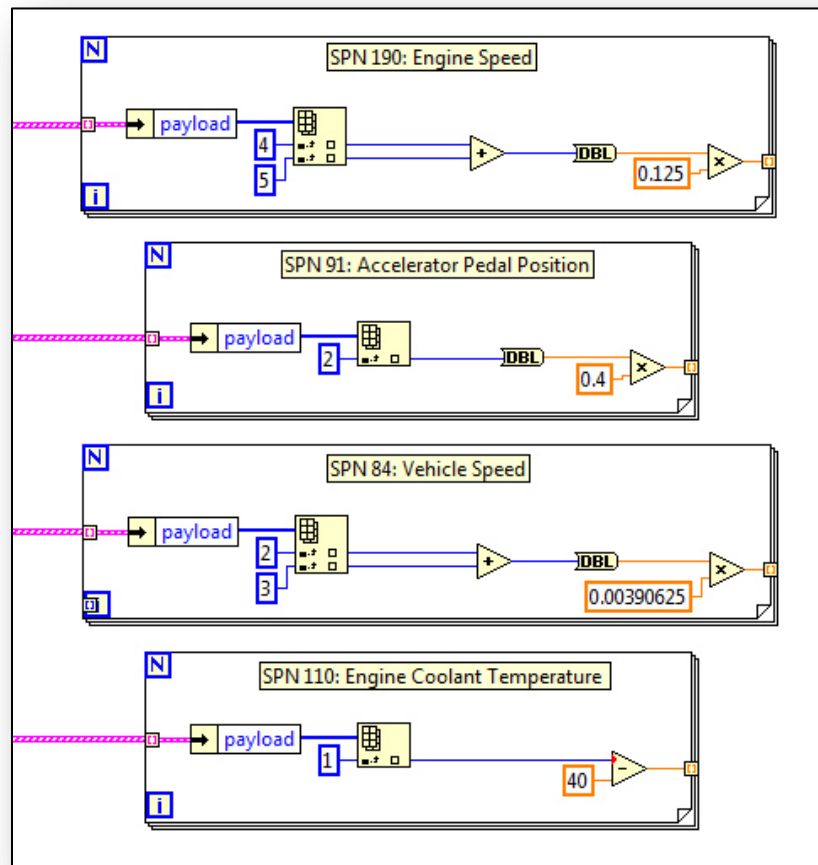 N
SPN 190: Engine Speed
payload
4
5
+
DBL
0.125
x
i
N
SPN 91: Accelerator Pedal Position
payload
2
DBL
0.4
x
i
N
SPN 84: Vehicle Speed
payload
2
3
+
DBL
0.00390625
x
N
SPN 110: Engine Coolant Temperature
payload
1
40
-
i